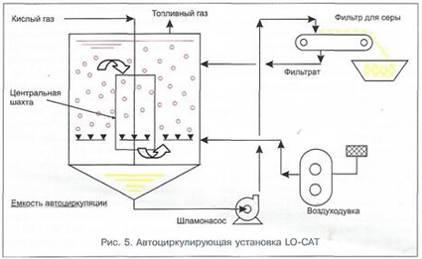 Кислый газ
Топливный газ
Фильтр для серы
Фильтрат
Центральная
шахта
Емкость автоциркуляции
Шламонасос
Воздуходувка
Рис. 5. Автоциркулирующая установка LO-CAT